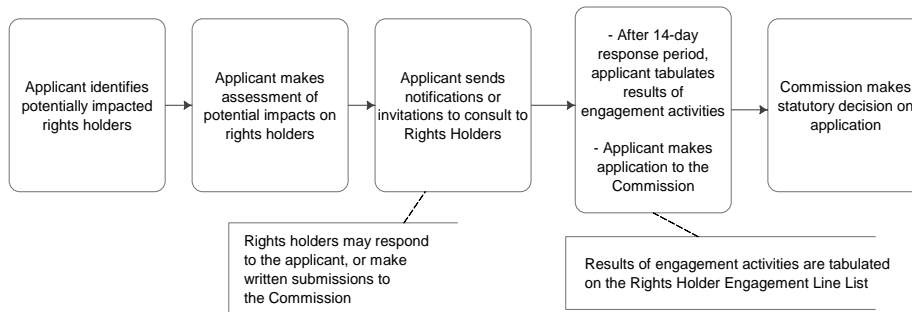 Applicant identifies
potentially impacted
rights holders
Applicant makes
assessment of
potential impacts on
rights holders
Applicant sends
notifications or
invitations to consult to
Rights Holders
- After 14-day
response period,
applicant tabulates
results of
engagement activities
- Applicant makes
application to the
Commission
Commission makes
statutory decision on
application
Rights holders may respond
to the applicant, or make
written submissions to
the Commission
Results of engagement activities are tabulated
on the Rights Holder Engagement Line List